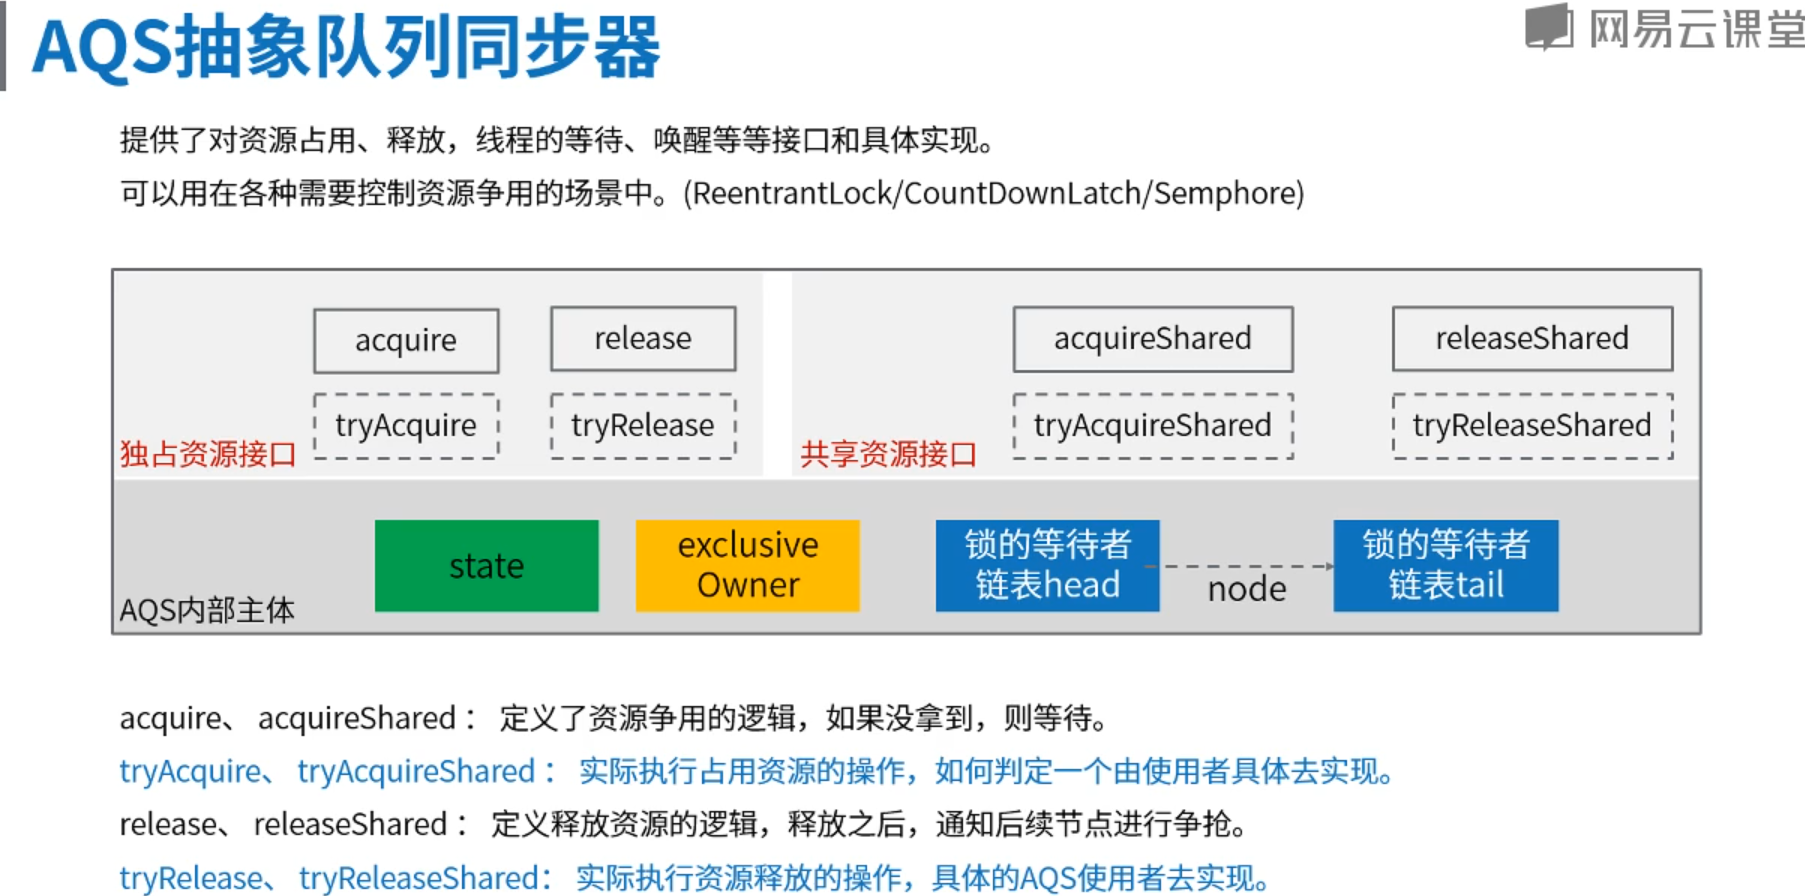 AQS抽象队列同步器
网易云课堂
提供了对资源占用、释放，线程的等待、唤醒等等接口和具体实现。
可以用在各种需要控制资源争用的场景中。(ReentrantLock/CountDownLatch/Semphore)
acquire
release
acquireShared
releaseShared
tryAcquire
tryRelease
tryAcquireShared
tryReleaseShared
独占资源接口
共享资源接口
state
exclusive
Owner
锁的等待者
链表head
node
锁的等待者
链表tail
AQS内部主体
acquire、 acquireShared： 定义了资源争用的逻辑，如果没拿到，则等待。
tryAcquire、 tryAcquireShared： 实际执行占用资源的操作，如何判定一个由使用者具体去实现。
release、 releaseShared： 定义释放资源的逻辑，释放之后，通知后续节点进行争抢。
tryRelease、 tryReleaseShared： 实际执行资源释放的操作，具体的AQS使用者去实现。